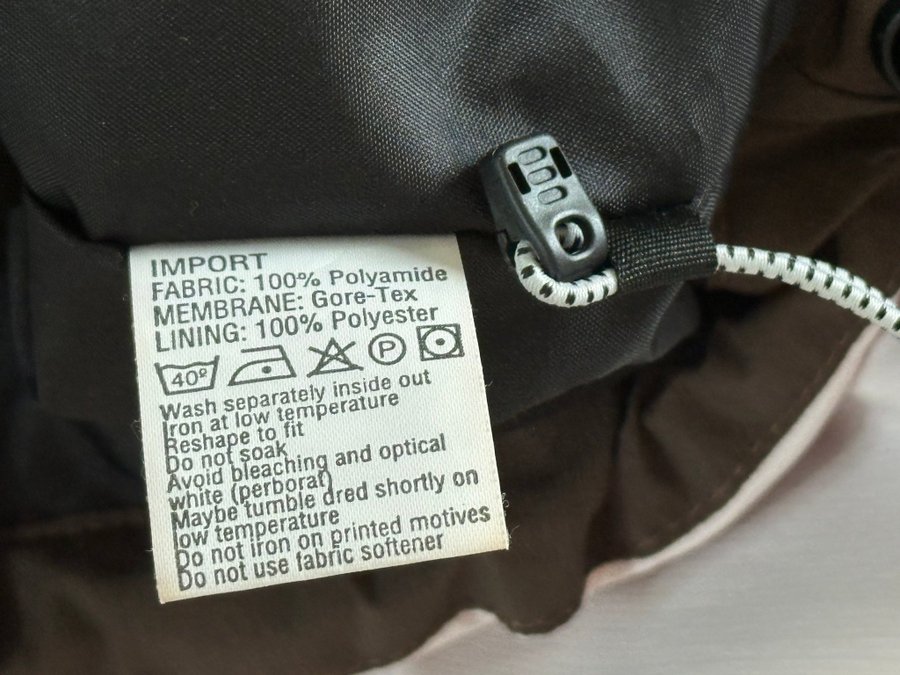 IMPORT
FABRIC: 100% Polyamide
MEMBRANE: Gore-Tex
LINING: 100% Polyester
40º P
Wash separately inside out
Iron at low temperature
Reshape to fit
Do not soak
Avoid bleaching and optical
white (perborat)
Maybe tumble dred shortly on
low temperature
Do not iron on printed motives
Do not use fabric softener